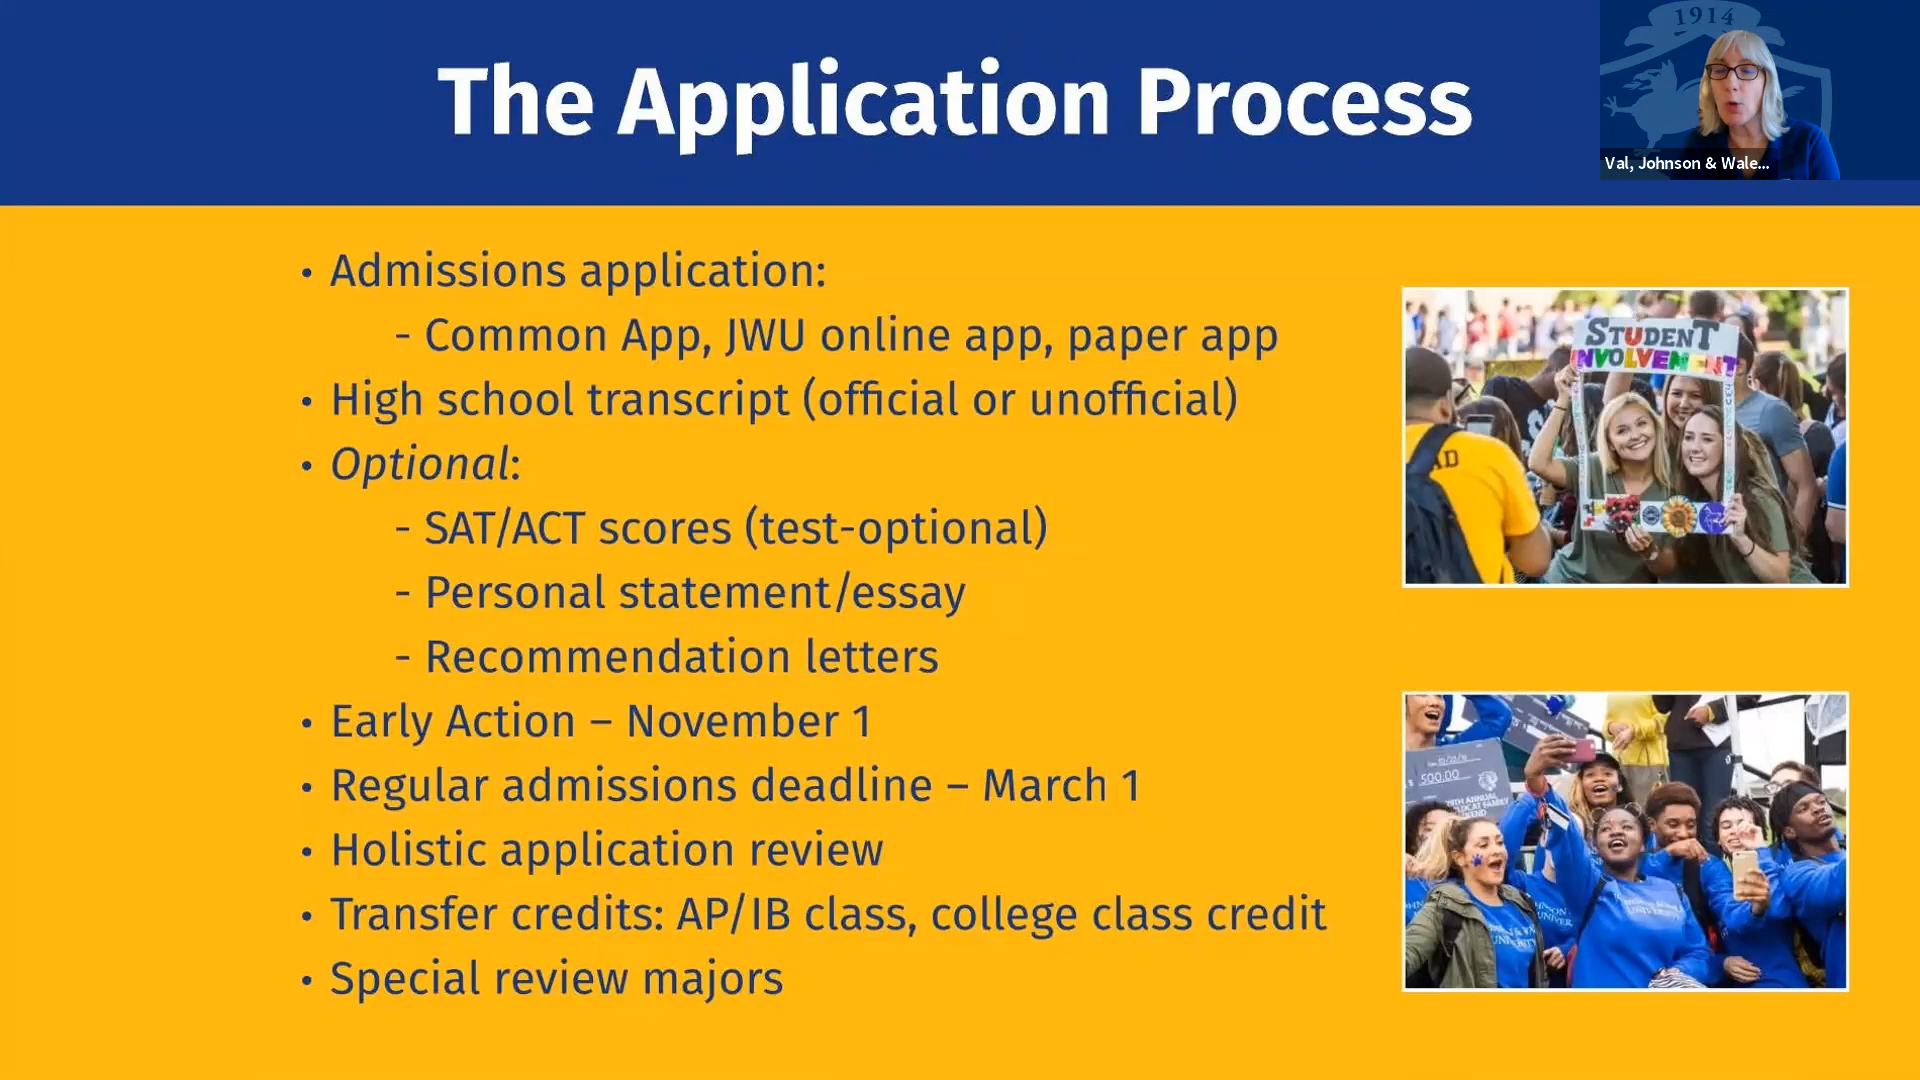 The Application Process
1914
Val, Johnson & Wale...
• Admissions application:
- Common App, JWU online app, paper app
• High school transcript (official or unofficial)
• Optional:
- SAT/ACT scores (test-optional)
- Personal statement/essay
- Recommendation letters
• Early Action – November 1
• Regular admissions deadline – March 1
• Holistic application review
• Transfer credits: AP/IB class, college class credit
• Special review majors
STUDENT
INVOLVEMENT
500.00